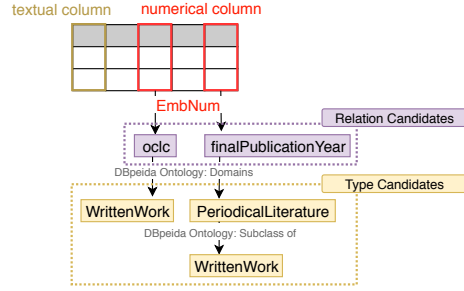 textual column
numerical column
EmbNum
Relation Candidates
oclc
finalPublicationYear
DBpeida Ontology: Domains
Type Candidates
WrittenWork
PeriodicalLiterature
DBpeida Ontology: Subclass of
WrittenWork